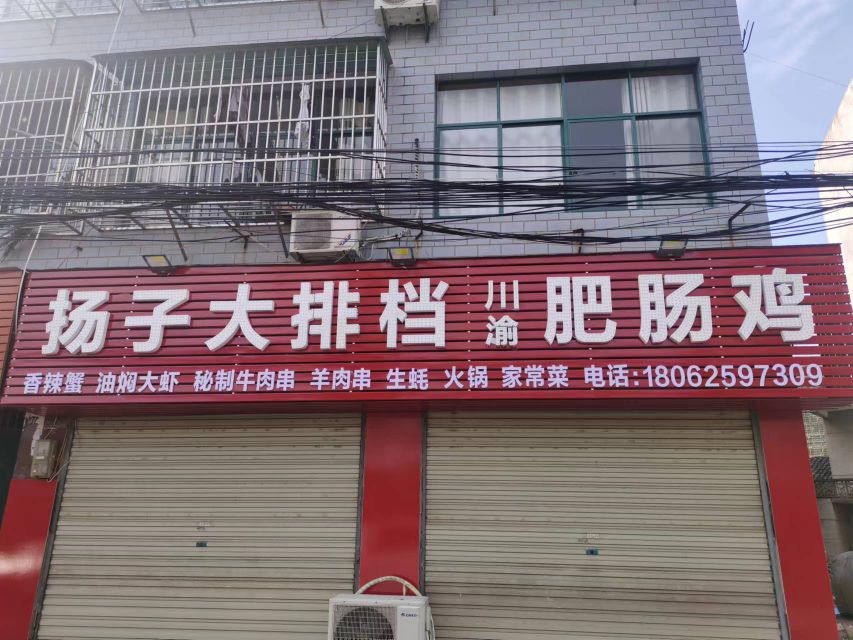 扬子大排档 川渝 肥肠鸡
香辣蟹 油焖大虾 秘制牛肉串 羊肉串 生蚝 火锅 家常菜 电话:18062597309